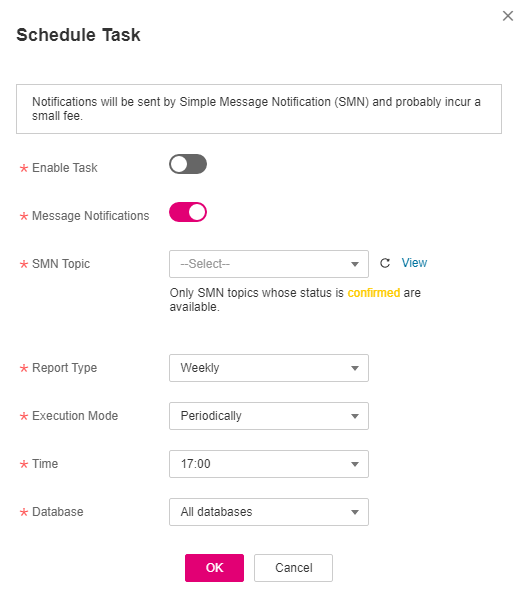 Schedule Task
Notifications will be sent by Simple Message Notification (SMN) and probably incur a
small fee.
* Enable Task
* Message Notifications
* SMN Topic --Select-- View
Only SMN topics whose status is confirmed are
available.
* Report Type Weekly
* Execution Mode Periodically
* Time 17:00
* Database All databases
OK Cancel